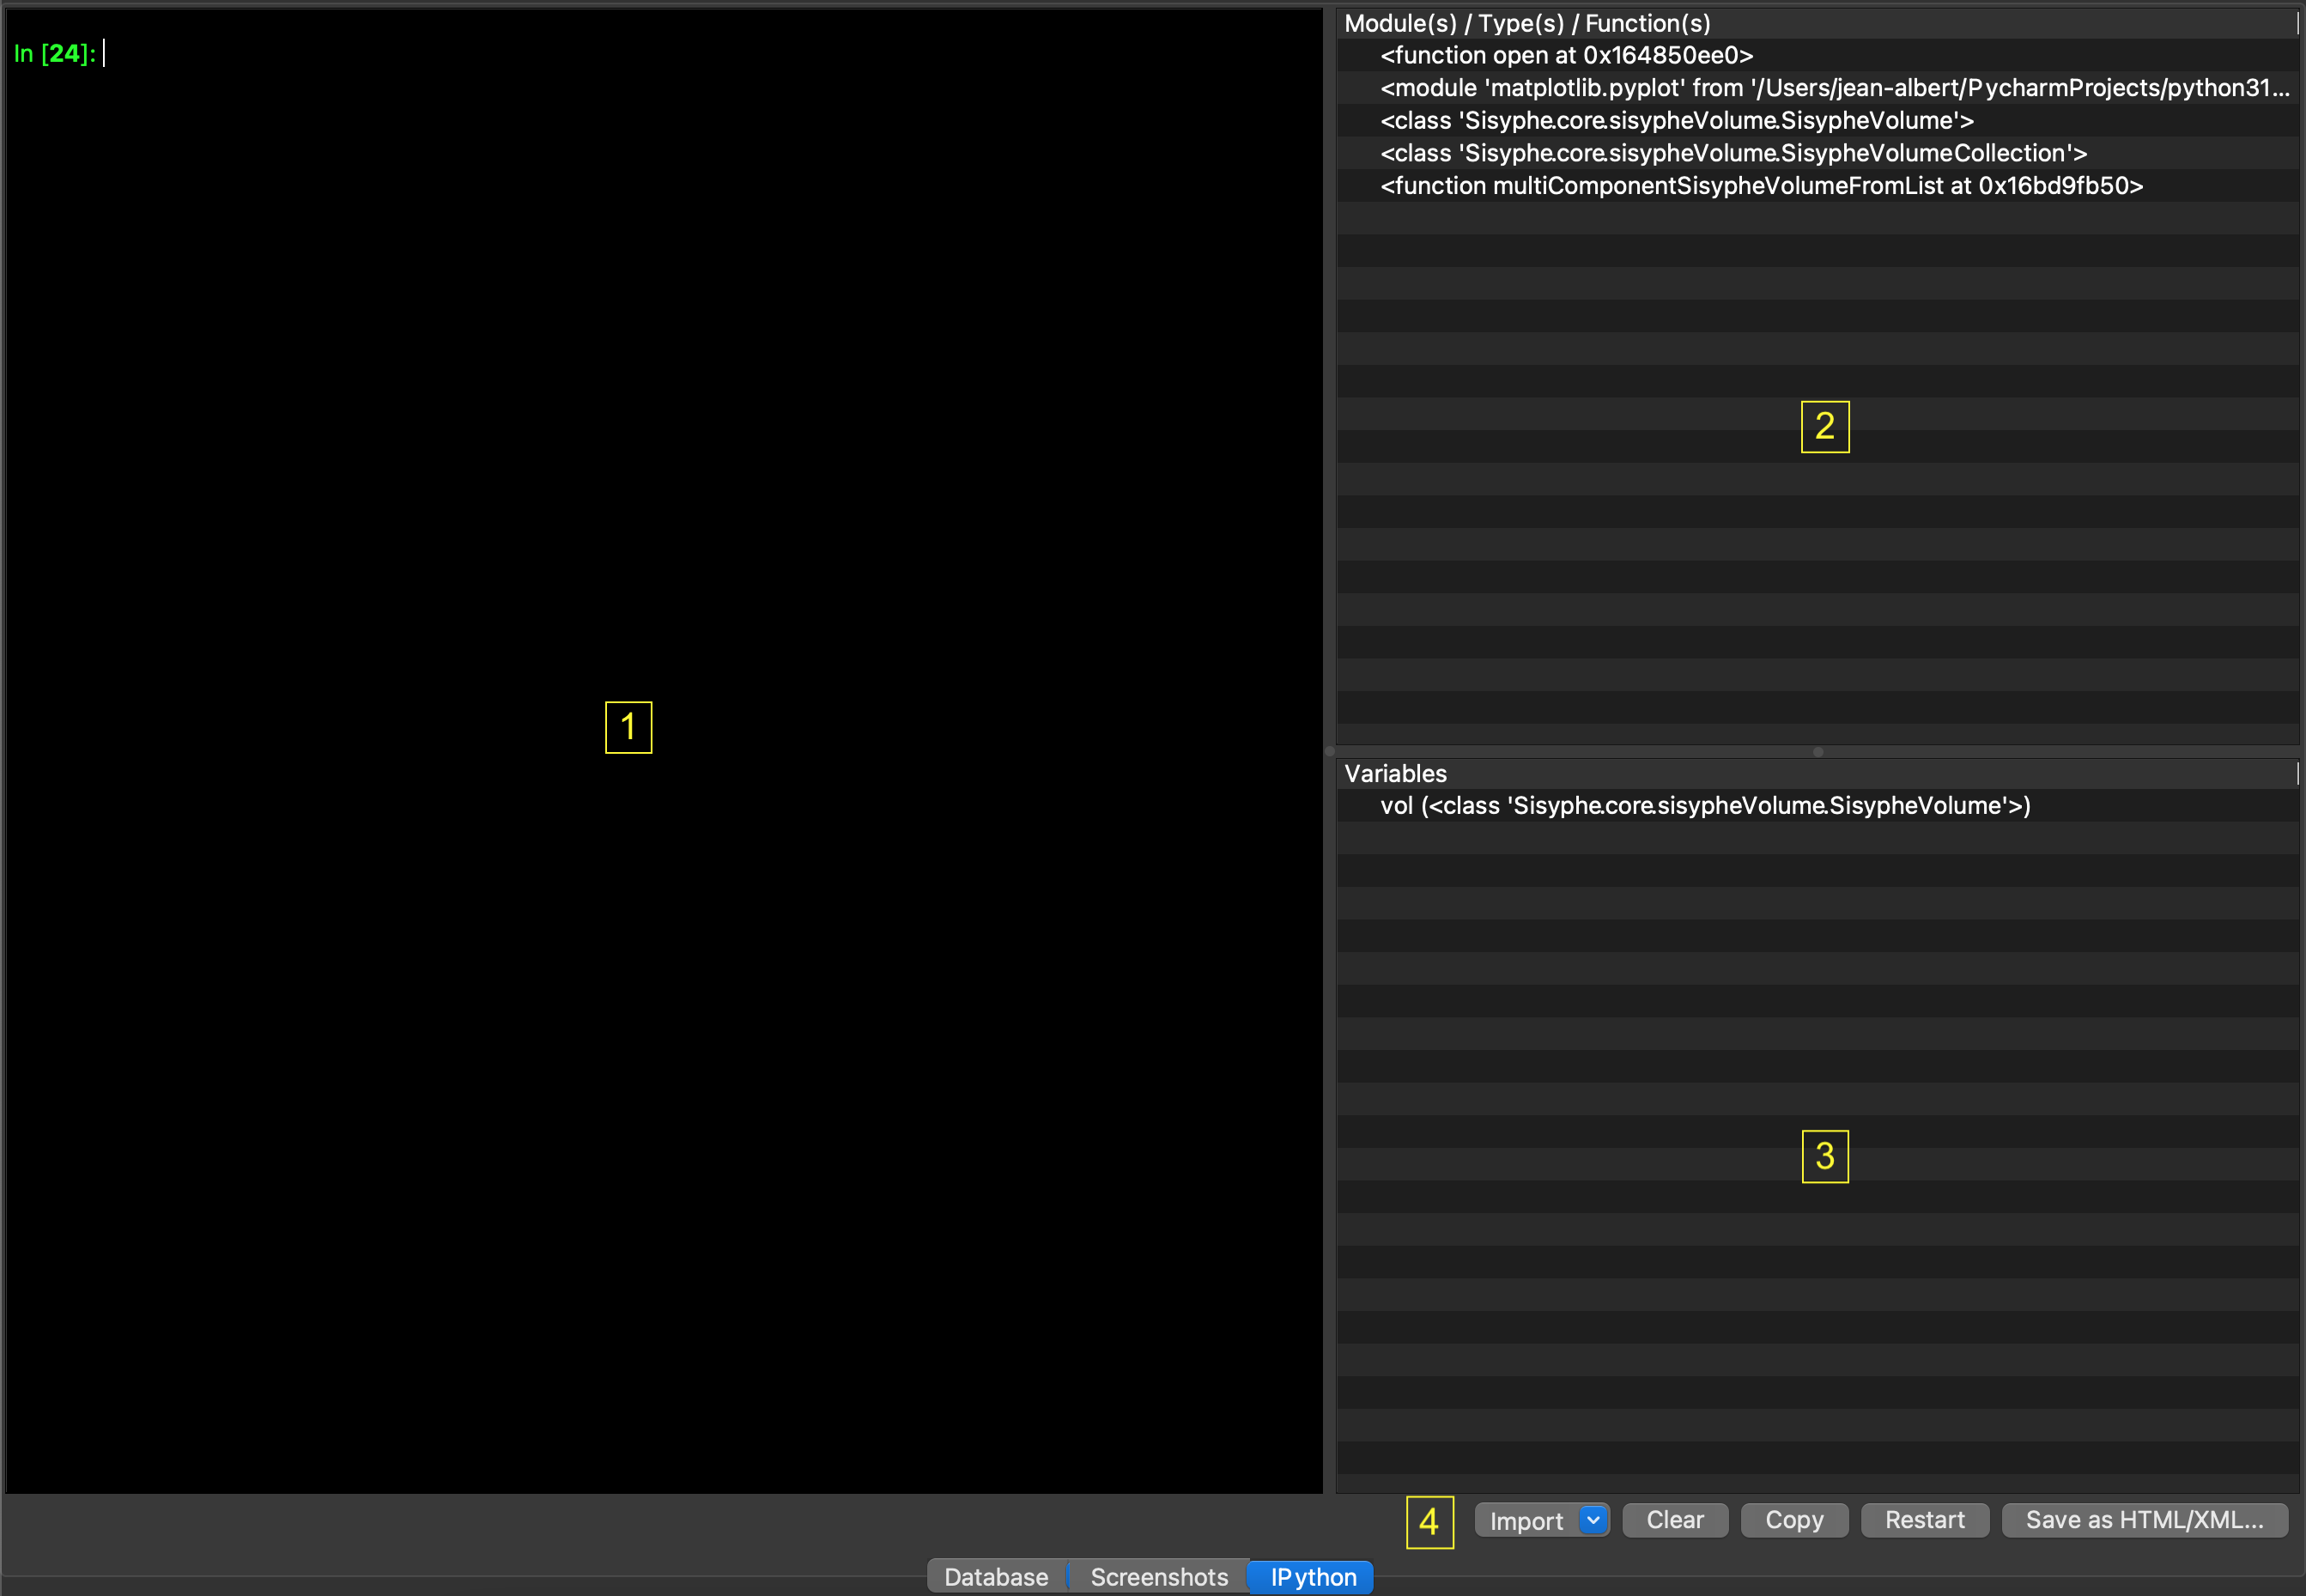 In [24]:
1
Module(s) / Type(s) / Function(s)
<function open at 0x164850ee0>
<module 'matplotlib.pyplot' from '/Users/jean-albert/PycharmProjects/python31...
<class 'Sisyphe.core.sisypheVolume.SisypheVolume'>
<class 'Sisyphe.core.sisypheVolume.SisypheVolumeCollection'>
<function multiComponentSisypheVolumeFromList at 0x16bd9fb50>
2
Variables
vol (<class 'Sisyphe.core.sisypheVolume.SisypheVolume'>)
3
4 Import Clear Copy Restart Save as HTML/XML...
Database Screenshots IPython